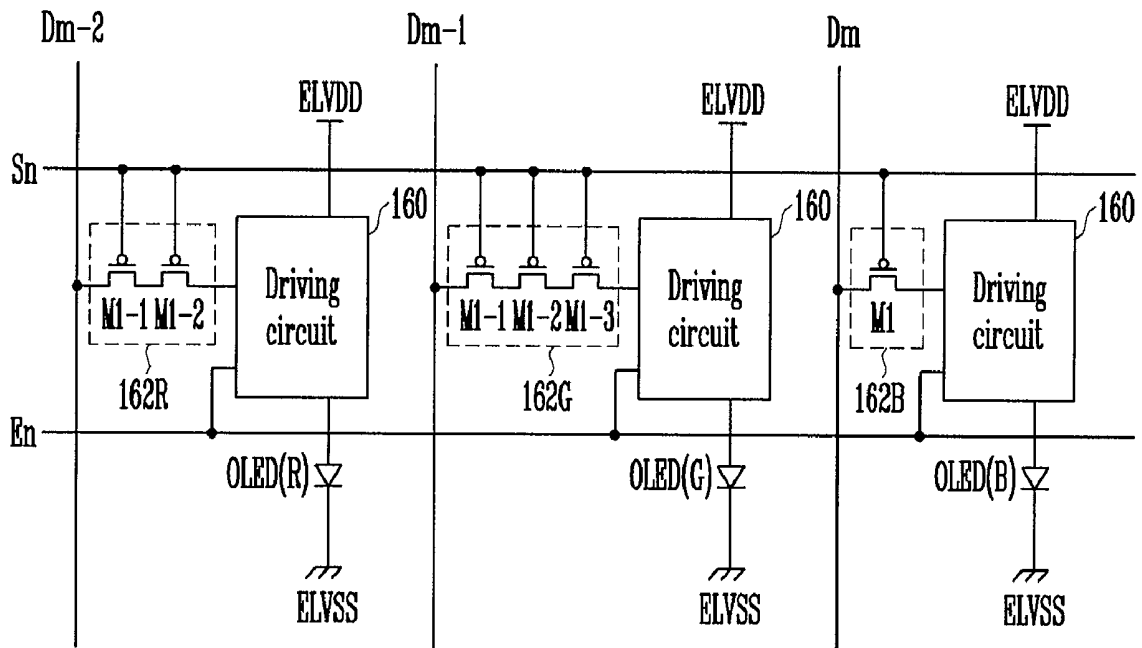 Dm-2
Dm-1
Dm
ELVDD
ELVDD
ELVDD
Sn
160
160
160
Driving
circuit
Driving
circuit
Driving
circuit
M1-1 M1-2
M1-1 M1-2 M1-3
M1
162R
162G
162B
En
OLED(R)
OLED(G)
OLED(B)
ELVSS
ELVSS
ELVSS